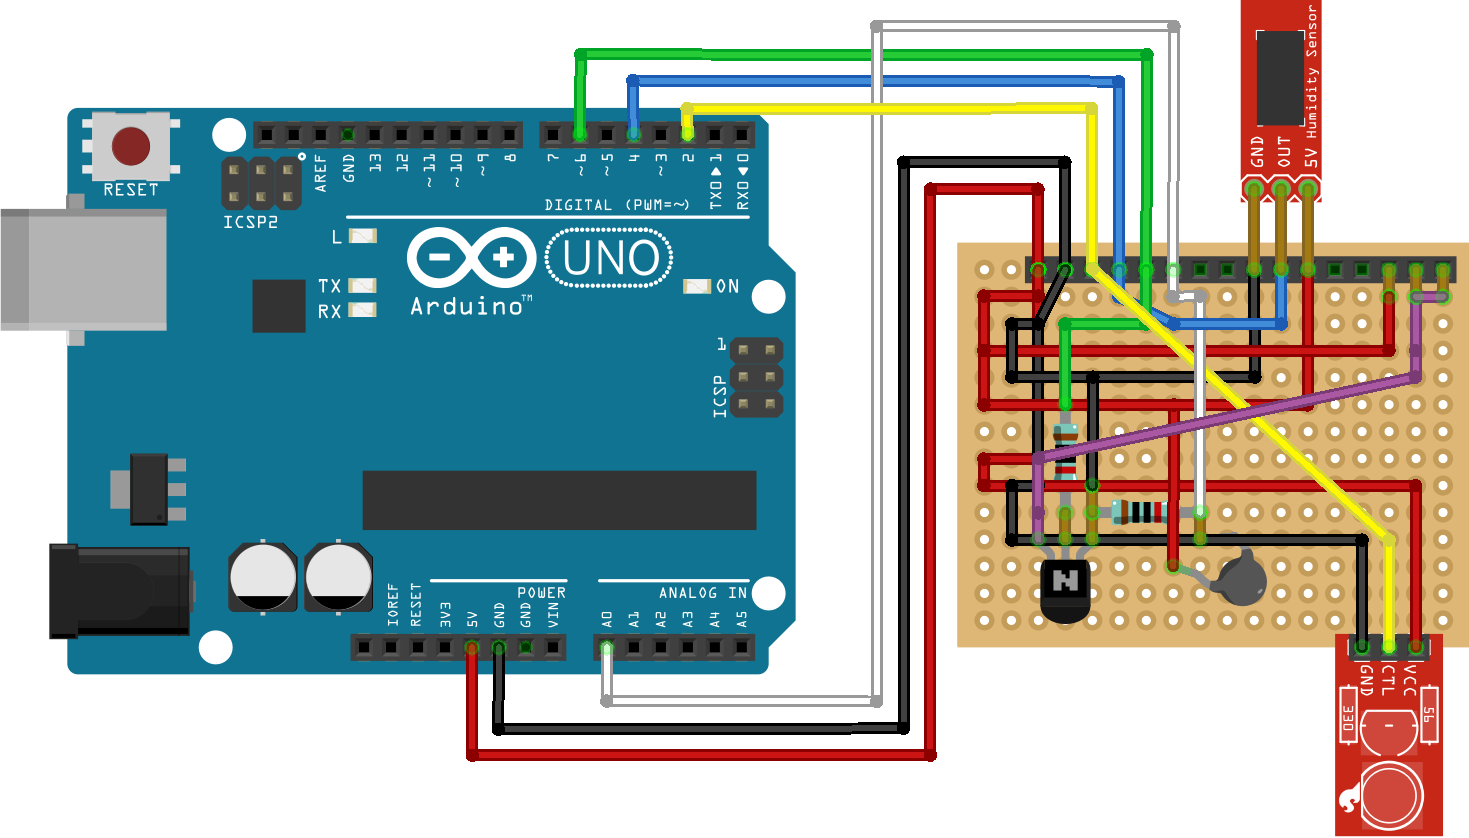 RESET
ICSP2
AREF
GND
13
12
~11
~10
~9
8
7
~6
~5
4
~3
2
TX0▶1
RX0◀0
DIGITAL (PWM=~)
L
TX
RX
UNO
Arduino™
ON
1
ICSP
IOREF
RESET
3V3
5V
GND
GND
VIN
POWER
A0
A1
A2
A3
A4
A5
ANALOG IN
GND
OUT
5V
Humidity Sensor
N
GND
CTL
VCC
330
56